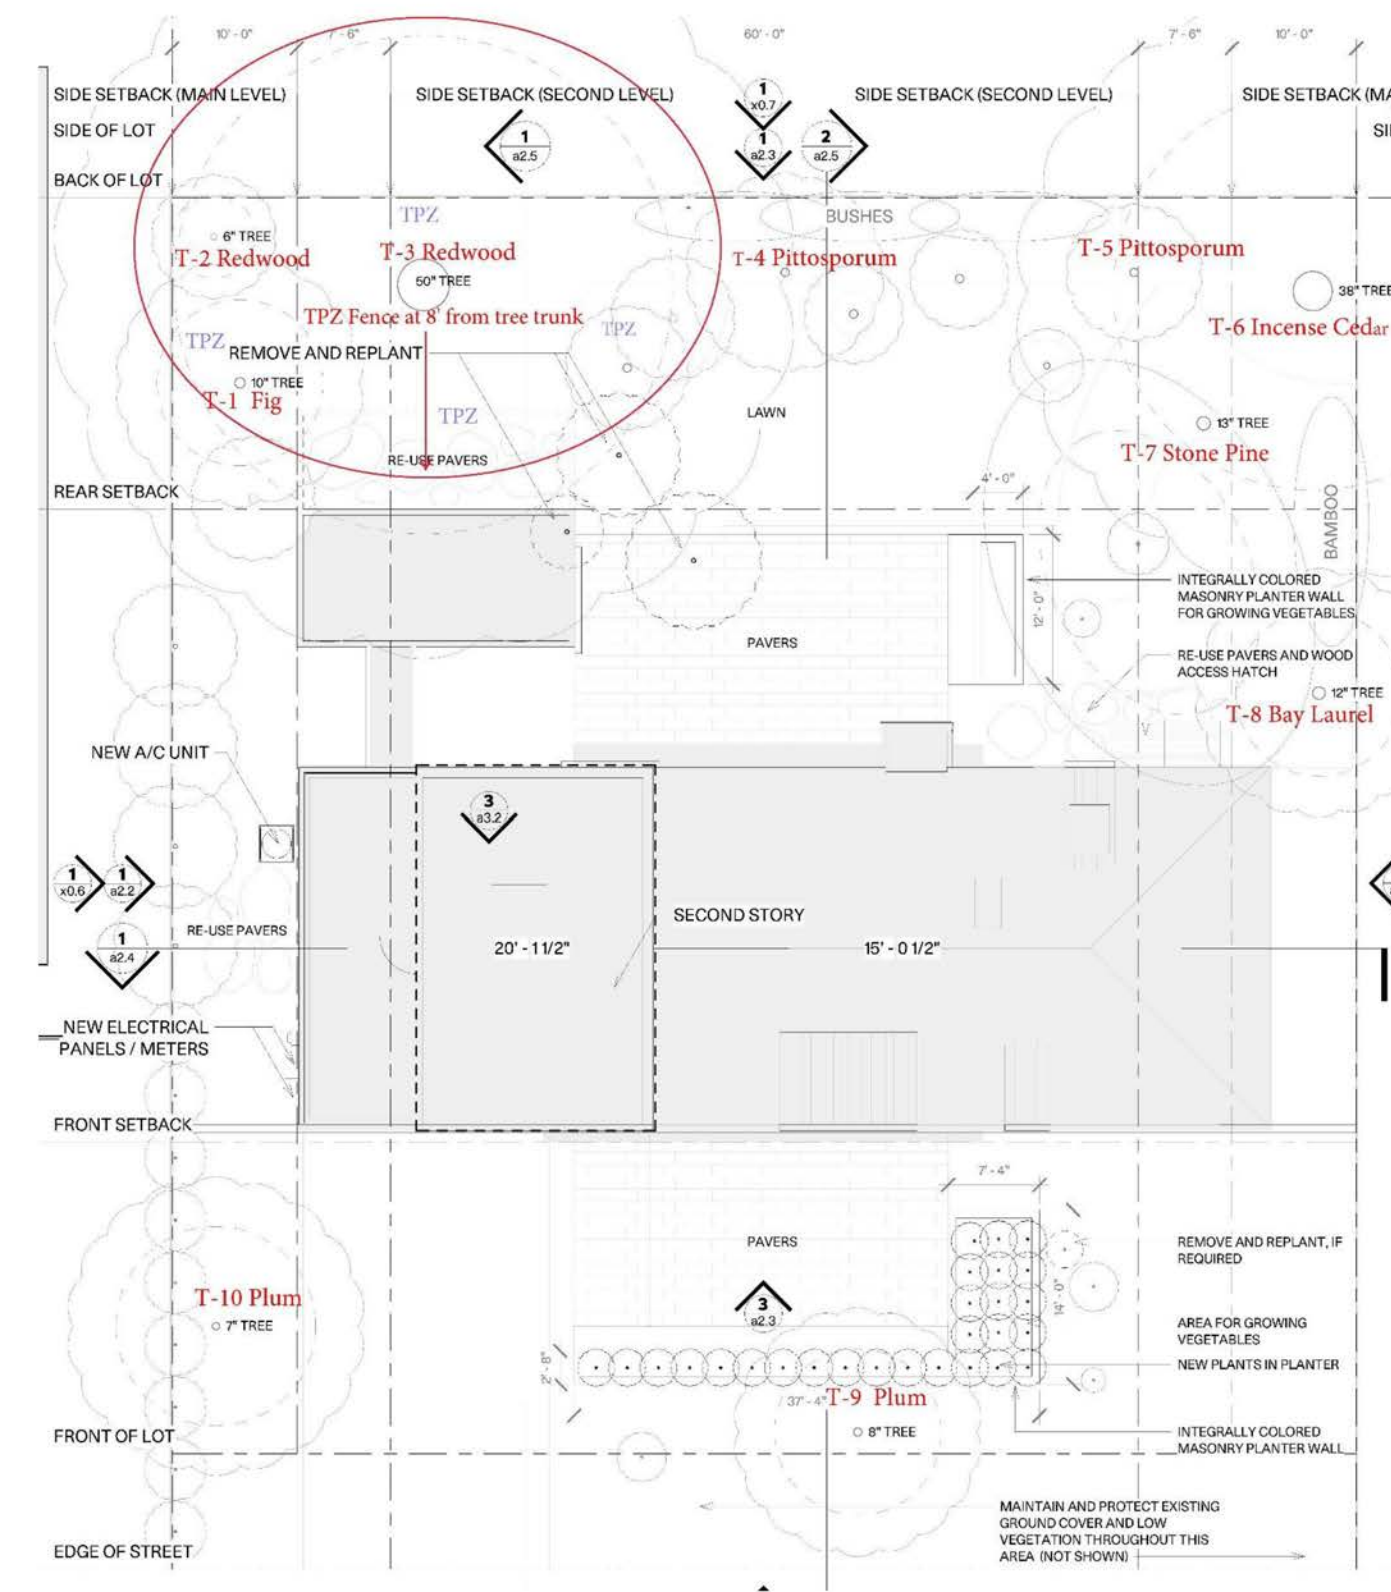 10' - 0"
7' - 6"
60' - 0"
7' - 6"
10' - 0"
SIDE SETBACK (MAIN LEVEL)
SIDE SETBACK (SECOND LEVEL)
1
x0.7
SIDE SETBACK (SECOND LEVEL)
SIDE SETBACK (MA
SIDE OF LOT
1
a2.5
1
a2.3
2
a2.5
BACK OF LOT
TPZ
BUSHES
6" TREE
T-2 Redwood
T-3 Redwood
50" TREE
T-4 Pittosporum
T-5 Pittosporum
38" TREE
TPZ Fence at 8' from tree trunk
TPZ
T-6 Incense Cedar
TPZ
REMOVE AND REPLANT
10" TREE
T-1 Fig
TPZ
LAWN
13" TREE
T-7 Stone Pine
RE-USE PAVERS
REAR SETBACK
4' - 0"
BAMBOO
INTEGRALLY COLORED
MASONRY PLANTER WALL
FOR GROWING VEGETABLES
12' - 0"
PAVERS
RE-USE PAVERS AND WOOD
ACCESS HATCH
12" TREE
T-8 Bay Laurel
NEW A/C UNIT
3
a3.2
1
x0.6
1
a2.2
SECOND STORY
RE-USE PAVERS
1
a2.4
20' - 1 1/2"
15' - 0 1/2"
NEW ELECTRICAL
PANELS / METERS
FRONT SETBACK
7' - 4"
PAVERS
REMOVE AND REPLANT, IF
REQUIRED
T-10 Plum
7" TREE
3
a2.3
14' - 0"
AREA FOR GROWING
VEGETABLES
2' - 8"
NEW PLANTS IN PLANTER
37' - 4"
T-9 Plum
8" TREE
INTEGRALLY COLORED
MASONRY PLANTER WALL
FRONT OF LOT
MAINTAIN AND PROTECT EXISTING
GROUND COVER AND LOW
VEGETATION THROUGHOUT THIS
AREA (NOT SHOWN)
EDGE OF STREET